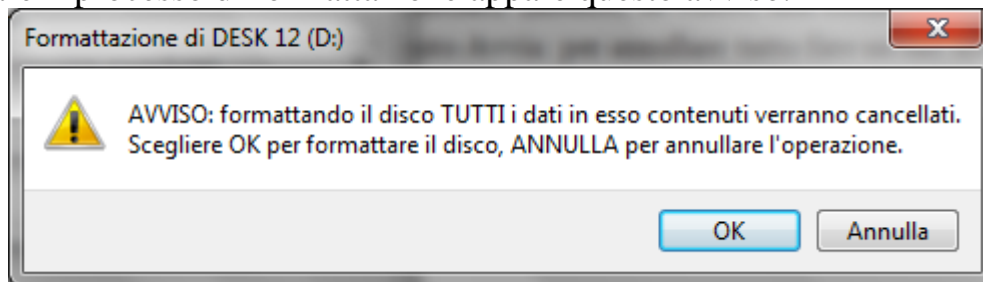 Formattazione di DESK 12 (D:)
AVVISO: formattando il disco TUTTI i dati in esso contenuti verranno cancellati.
Scegliere OK per formattare il disco, ANNULLA per annullare l'operazione.
OK
Annulla